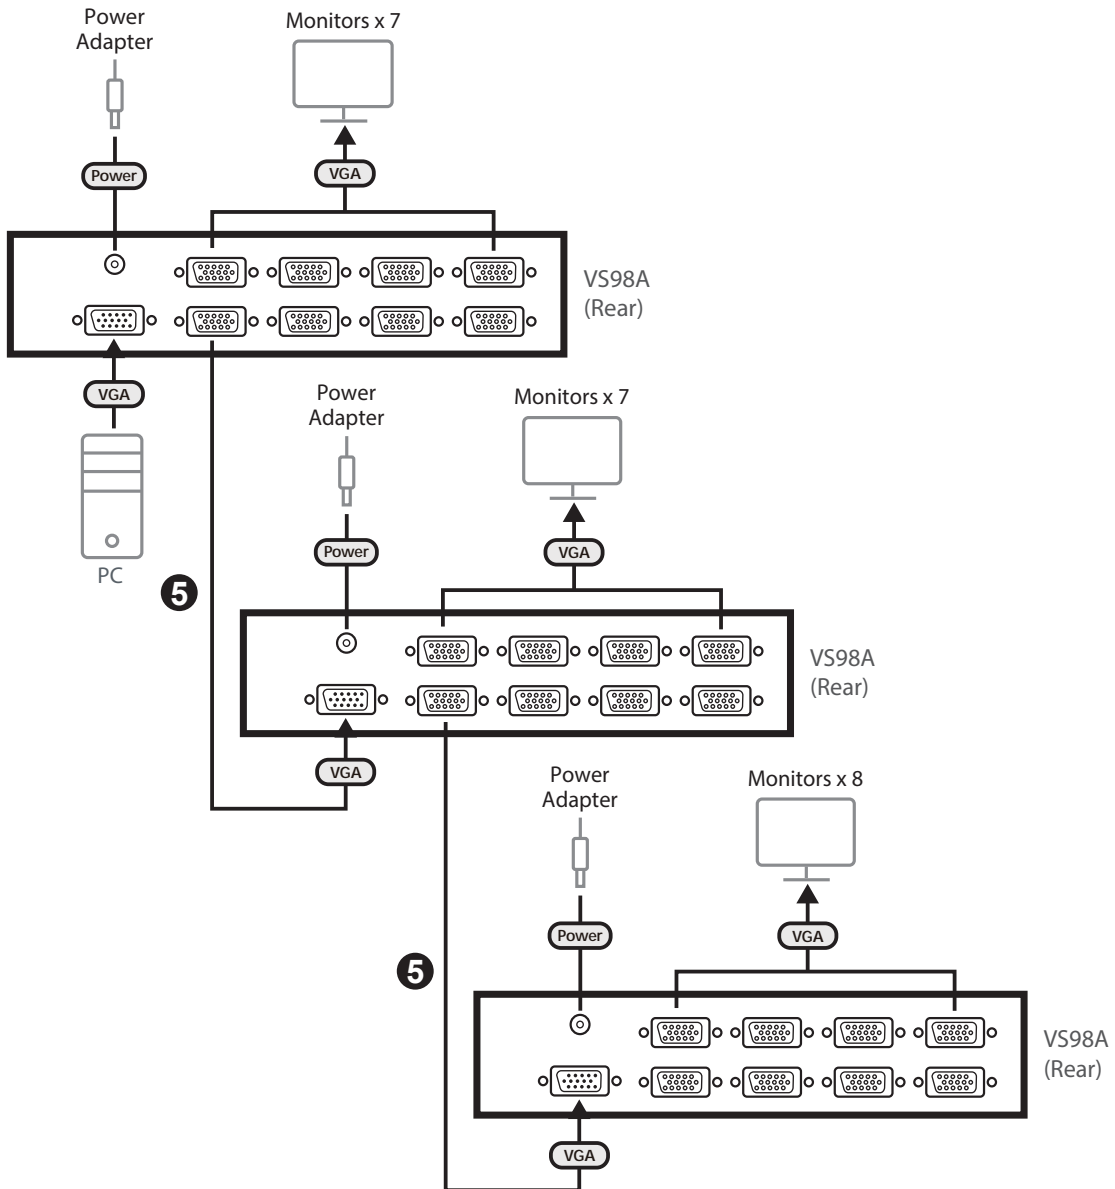 Power
Adapter
Monitors x 7
Power
VGA
VS98A
(Rear)
VGA
PC
Power
Adapter
Monitors x 7
Power
VGA
5
VS98A
(Rear)
VGA
Power
Adapter
Monitors x 8
Power
VGA
5
VS98A
(Rear)
VGA